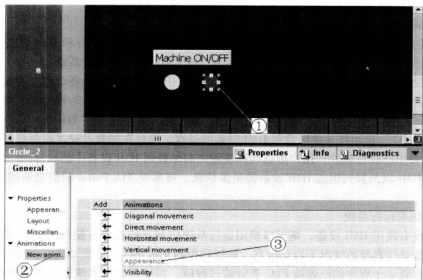 Machine ON/OFF
①
Circle_2
Properties
Info
Diagnostics
General
Properties
Appearan...
Layout
Miscellan...
Animations
New anim.
②
Add Animations
Diagonal movement
Direct movement
Horizontal movement
Vertical movement
Appearance
③
Visibility